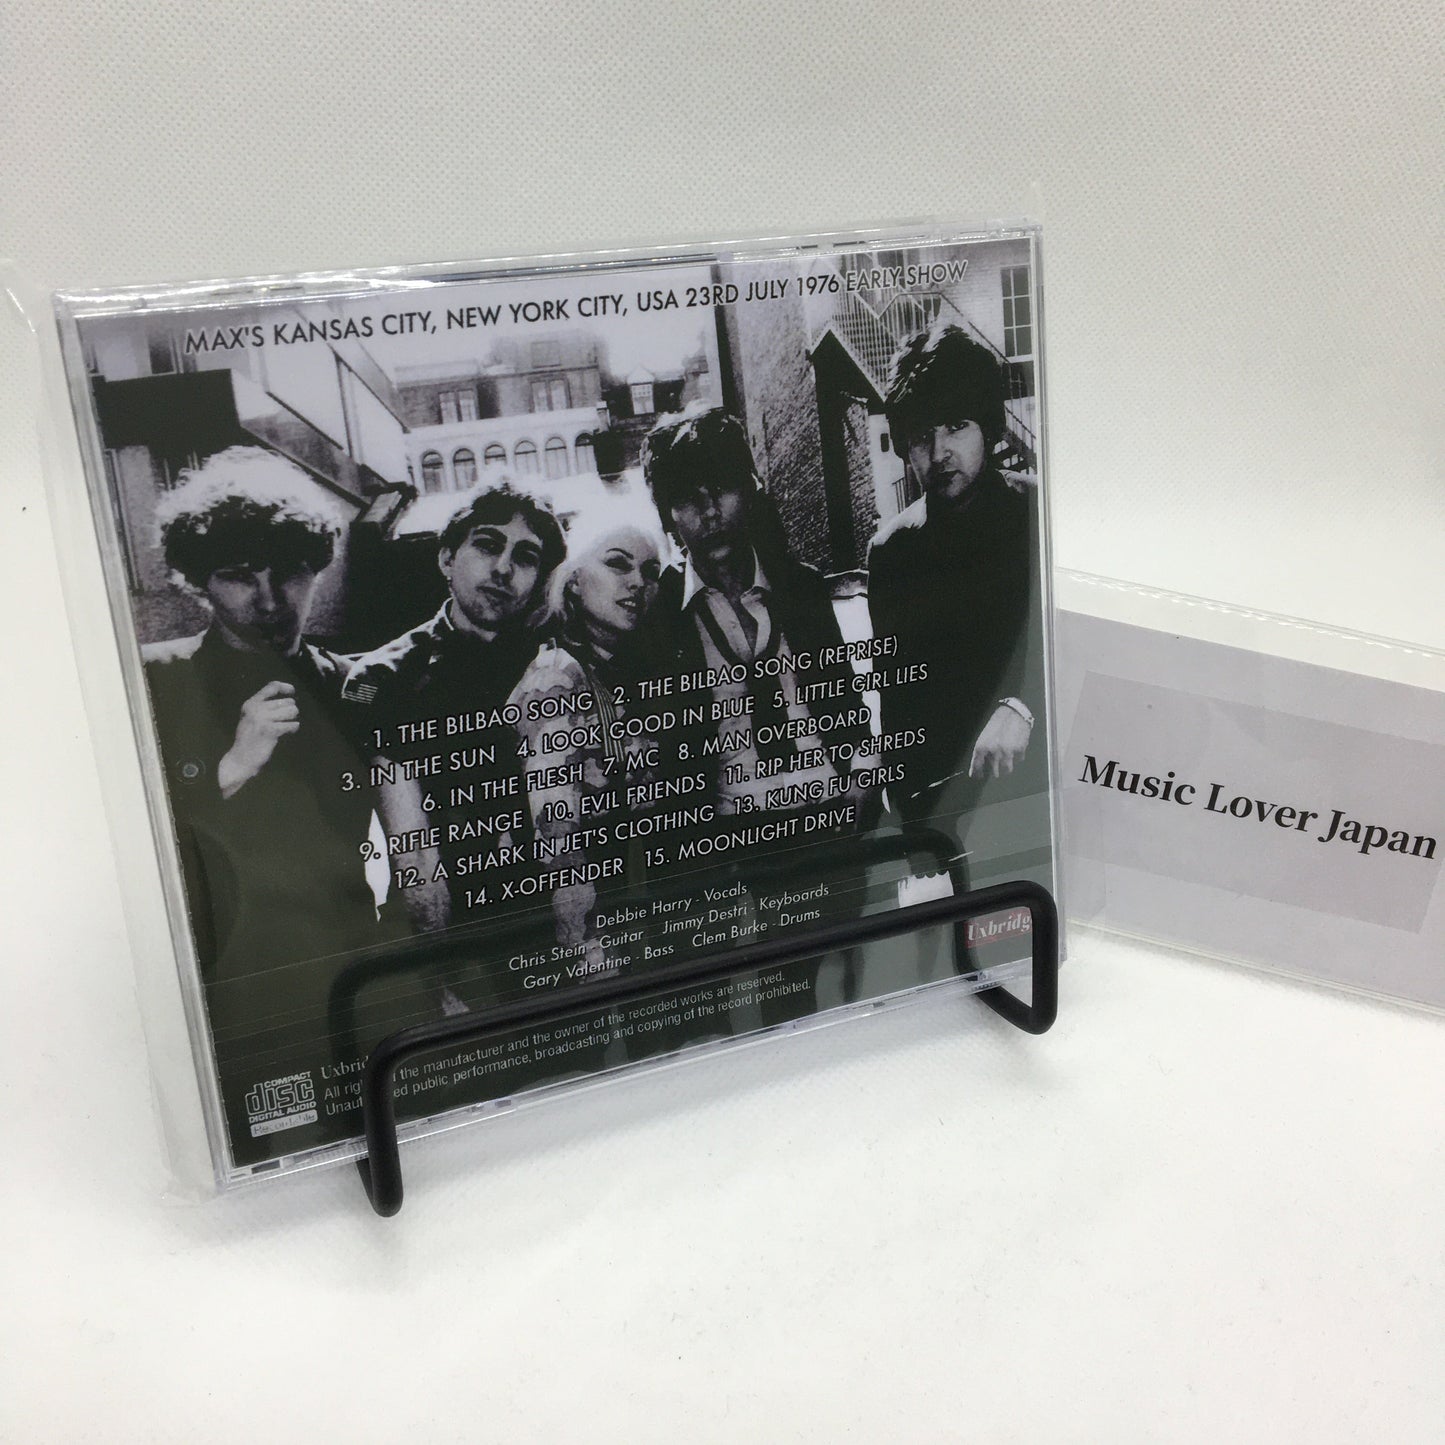 MAX'S KANSAS CITY, NEW YORK CITY, USA 23RD JULY 1976 EARLY SHOW
1. THE BILBAO SONG 2. THE BILBAO SONG (REPRISE)
3. IN THE SUN 4. LOOK GOOD IN BLUE 5. LITTLE GIRL LIES
6. IN THE FLESH 7. MC 8. MAN OVERBOARD
9. RIFLE RANGE 10. EVIL FRIENDS 11. RIP HER TO SHREDS
12. A SHARK IN JET'S CLOTHING 13. KUNG FU GIRLS
14. X-OFFENDER 15. MOONLIGHT DRIVE
Debbie Harry - Vocals
Chris Stein - Guitar Jimmy Destri - Keyboards
Gary Valentine - Bass Clem Burke - Drums
Uxbridg
the manufacturer and the owner of the recorded works are reserved.
public performance, broadcasting and copying of the record prohibited.
COMPACT
disc
DIGITAL AUDIO
Recordable
Music Lover Japan